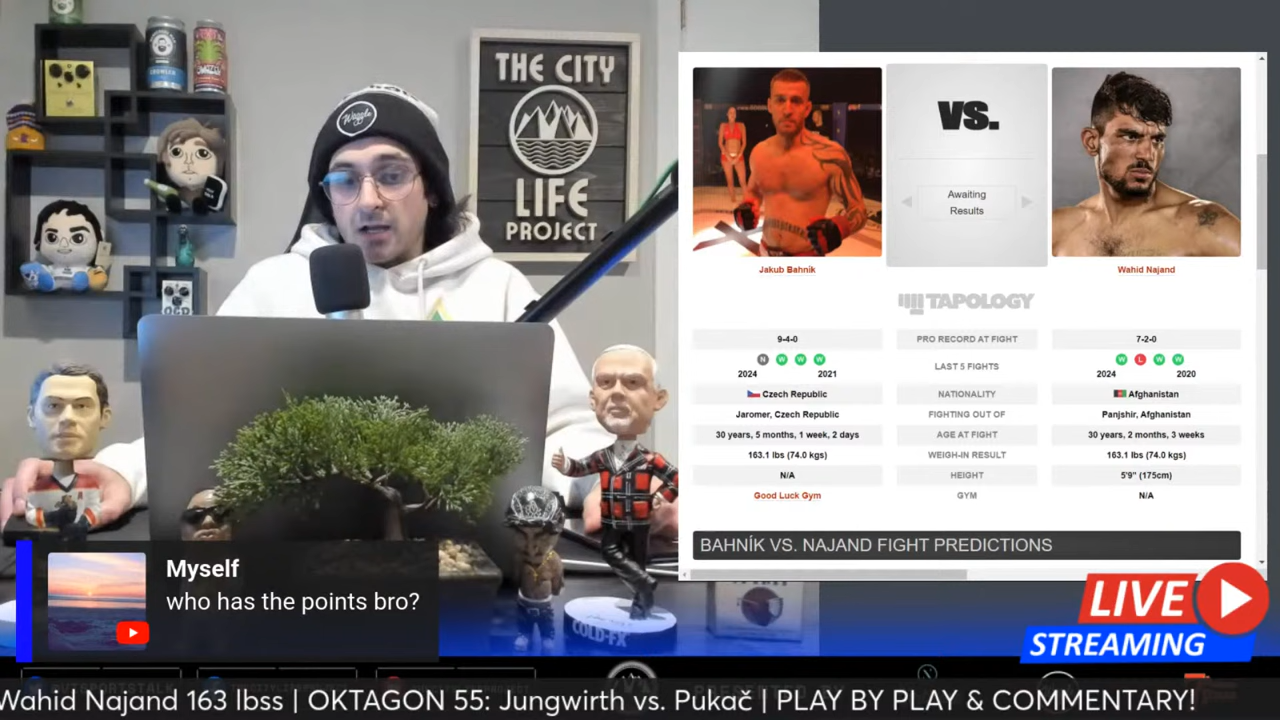 Waggle
THE CITY
LIFE
PROJECT
VS.
Awaiting
Results
Jakub Bahník
Wahid Najand
TAPOLOGY
9-4-0
PRO RECORD AT FIGHT
7-2-0
N W W W
LAST 5 FIGHTS
W L W W
2024
2021
2024
2020
Czech Republic
NATIONALITY
Afghanistan
Jaromer, Czech Republic
FIGHTING OUT OF
Panjshir, Afghanistan
30 years, 5 months, 1 week, 2 days
AGE AT FIGHT
30 years, 2 months, 3 weeks
163.1 lbs (74.0 kgs)
WEIGH-IN RESULT
163.1 lbs (74.0 kgs)
N/A
HEIGHT
5'9" (175cm)
Good Luck Gym
GYM
N/A
BAHNÍK VS. NAJAND FIGHT PREDICTIONS
Myself
who has the points bro?
COLD-FX
LIVE
STREAMING
Wahid Najand 163 lbss | OKTAGON 55: Jungwirth vs. Pukač | PLAY BY PLAY & COMMENTARY!